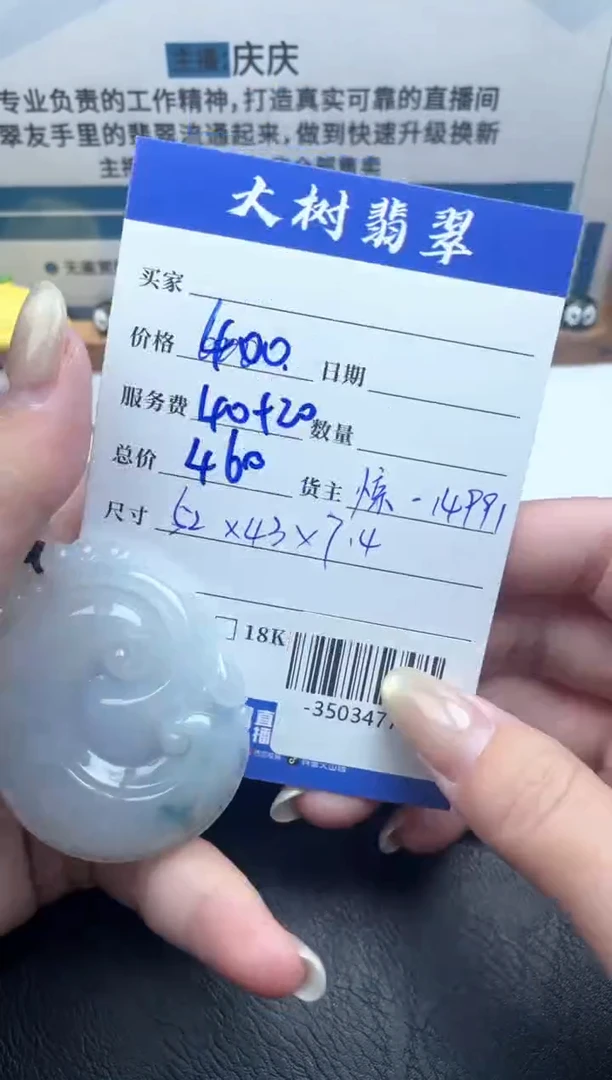 主播：庆庆
专业负责的工作精神，打造真实可靠的直播间
翠友手里的翡翠流通起来，做到快速升级换新
大树翡翠
买家
价格 400. 日期
服务费 40+20 数量
总价 460 货主 惊-14991
尺寸 52×43×7.4
18K
-350347
直播